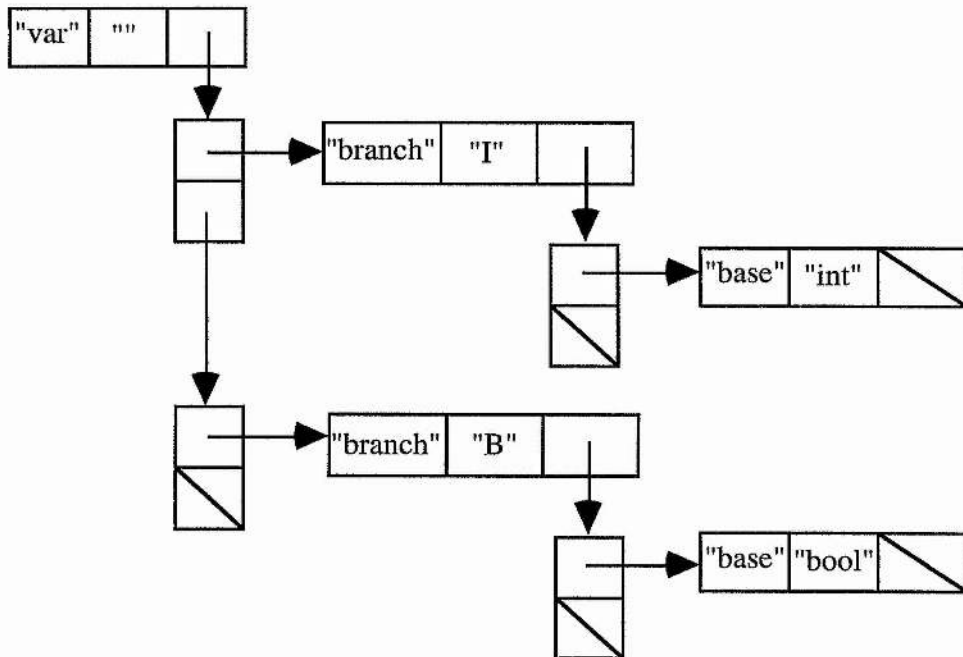 "var" ""
"branch" "I"
"base" "int"
"branch" "B"
"base" "bool"